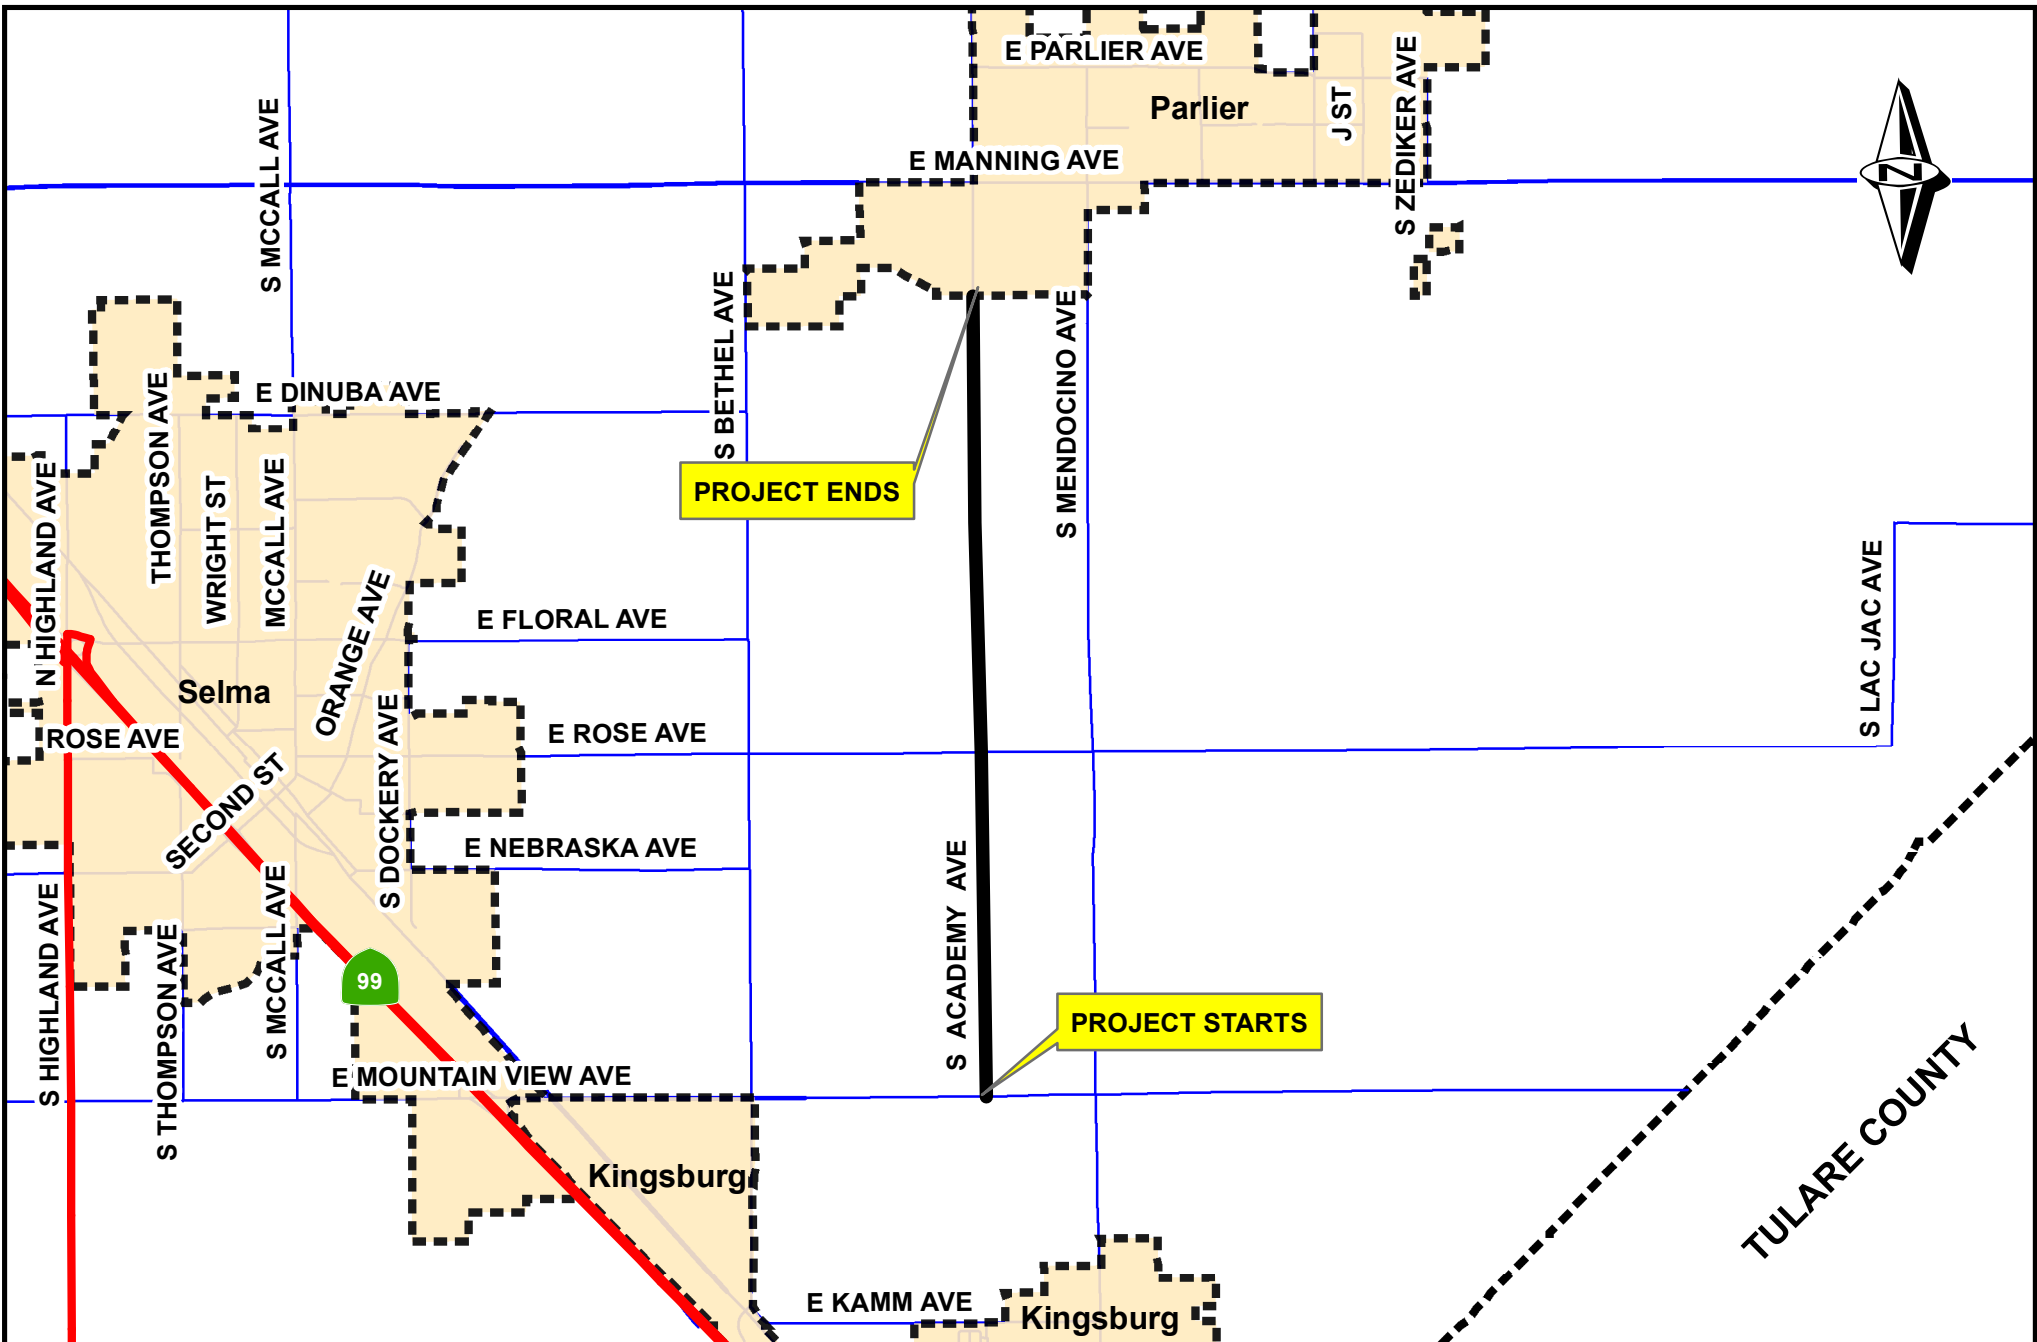 E PARLIER AVE
Parlier
J ST
S ZEDIKER AVE
S MCCALL AVE
E MANNING AVE
N
S BETHEL AVE
S MENDOCINO AVE
E DINUBA AVE
THOMPSON AVE
WRIGHT ST
MCCALL AVE
N HIGHLAND AVE
PROJECT ENDS
ORANGE AVE
E FLORAL AVE
S LAC JAC AVE
Selma
ROSE AVE
E ROSE AVE
S DOCKERY AVE
SECOND ST
E NEBRASKA AVE
S ACADEMY AVE
S HIGHLAND AVE
S THOMPSON AVE
S MCCALL AVE
99
PROJECT STARTS
E MOUNTAIN VIEW AVE
TULARE COUNTY
Kingsburg
E KAMM AVE
Kingsburg